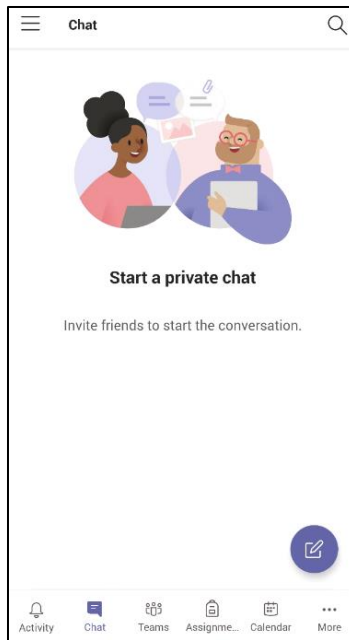 Chat
Start a private chat
Invite friends to start the conversation.
Activity Chat Teams Assignme... Calendar More